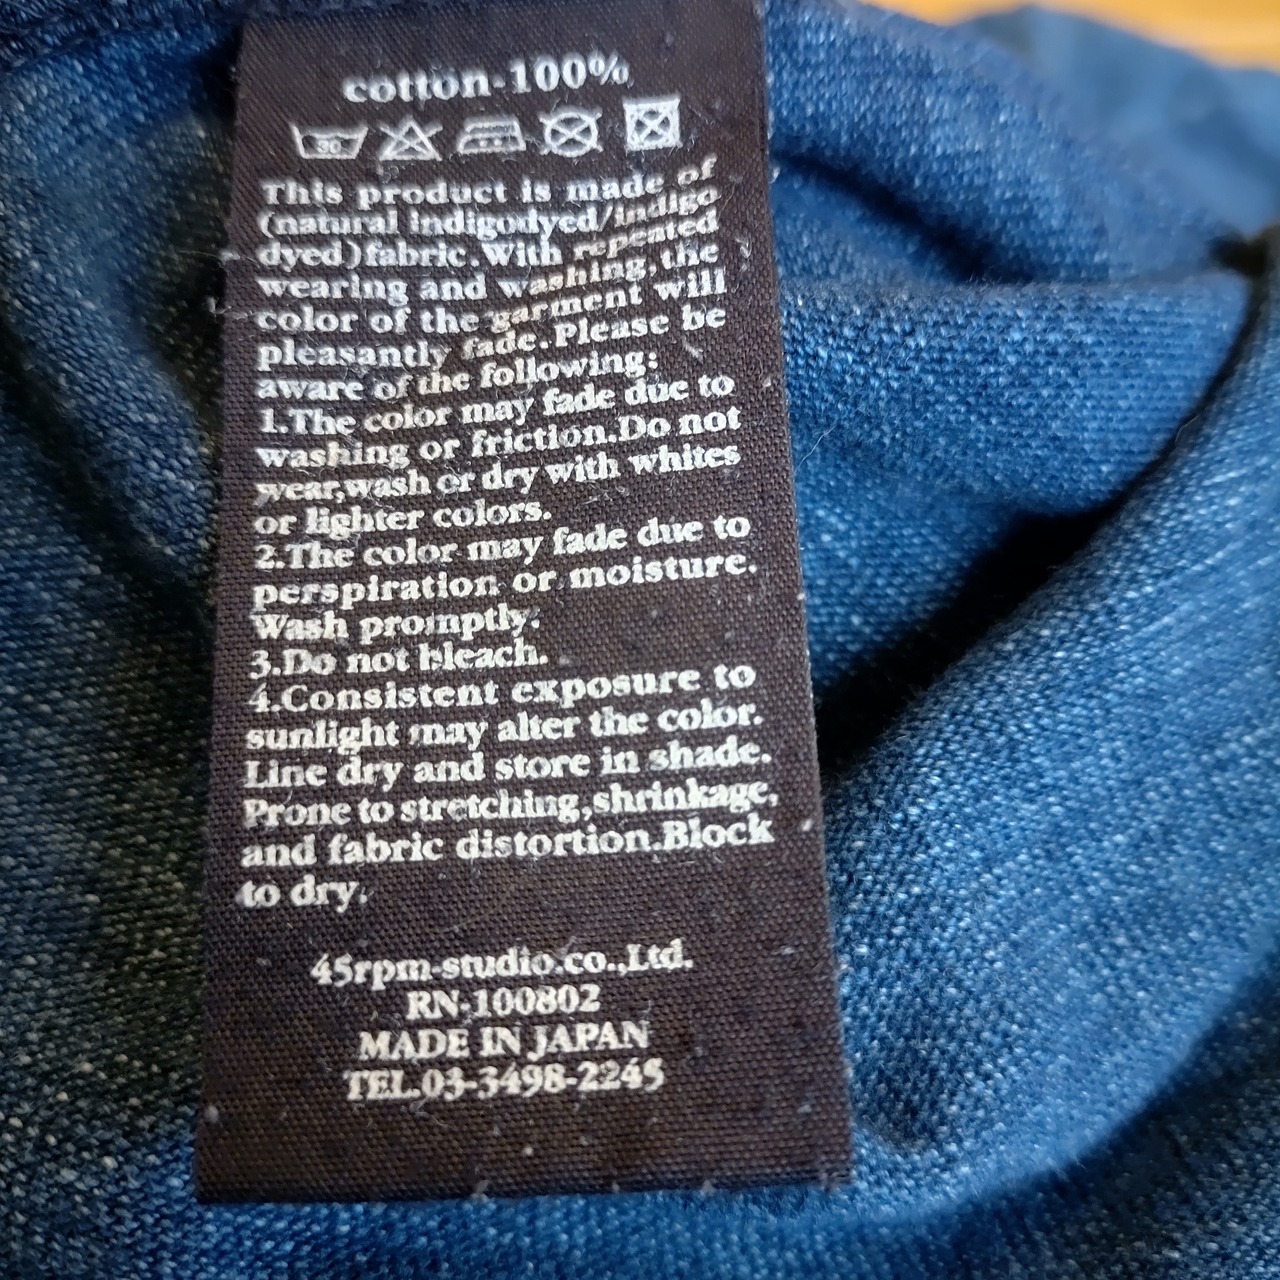 cotton-100%
30
This product is made of
(natural indigodyed/indigo
dyed)fabric.With repeated
wearing and washing,the
color of the garment will
pleasantly fade.Please be
aware of the following:
1.The color may fade due to
washing or friction.Do not
wear,wash or dry with whites
or lighter colors.
2.The color may fade due to
perspiration or moisture.
Wash promptly.
3.Do not bleach.
4.Consistent exposure to
sunlight may alter the color.
Line dry and store in shade.
Prone to stretching,shrinkage,
and fabric distortion.Block
to dry.
45rpm-studio.co.,Ltd.
RN-100802
MADE IN JAPAN
TEL.03-3498-2245